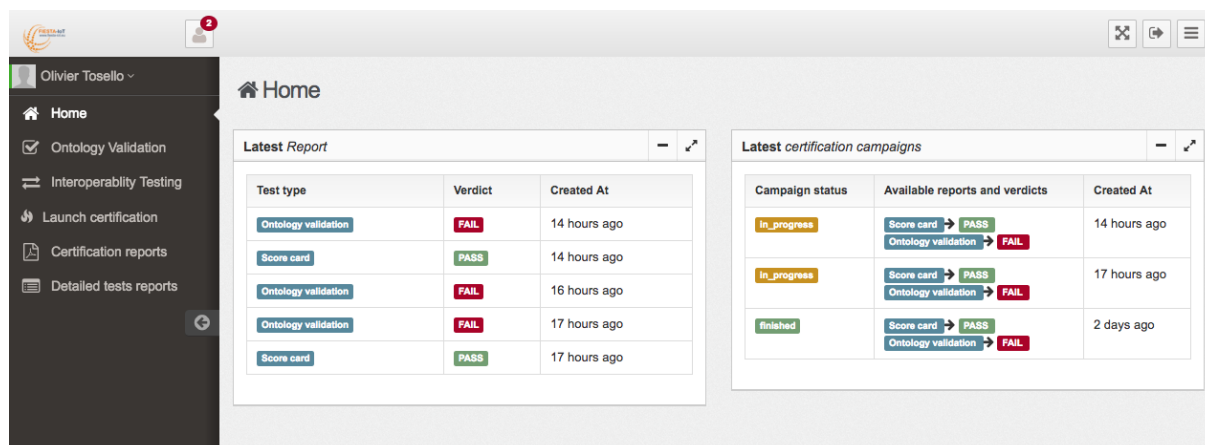 FIESTA-IoT
2
Olivier Tosello
Home
Ontology Validation
Interoperablity Testing
Launch certification
Certification reports
Detailed tests reports
Home
Latest Report
Test type Verdict Created At
Ontology validation FAIL 14 hours ago
Score card PASS 14 hours ago
Ontology validation FAIL 16 hours ago
Ontology validation FAIL 17 hours ago
Score card PASS 17 hours ago
Latest certification campaigns
Campaign status Available reports and verdicts Created At
in_progress Score card → PASS 14 hours ago
Ontology validation → FAIL
in_progress Score card → PASS 17 hours ago
Ontology validation → FAIL
finished Score card → PASS 2 days ago
Ontology validation → FAIL